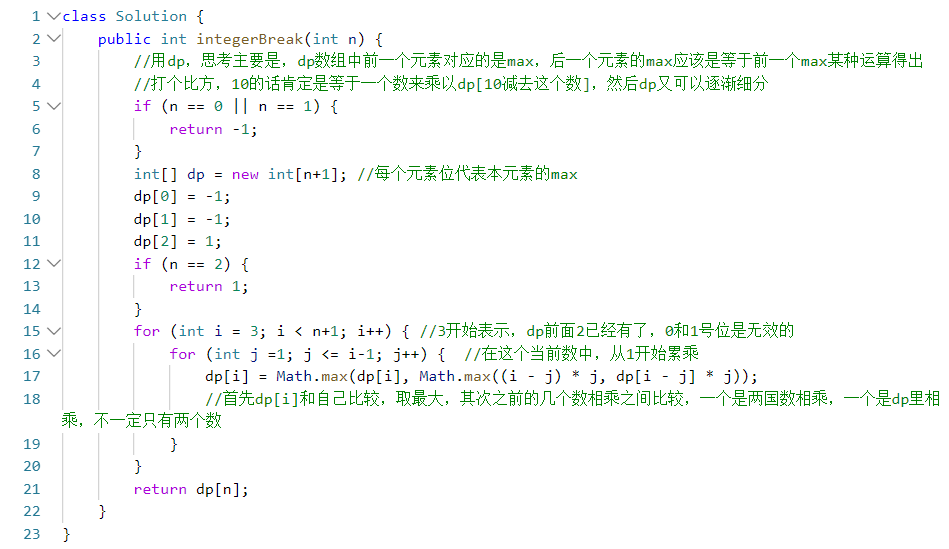 1 class Solution {
2 public int integerBreak(int n) {
3 //用dp，思考主要是，dp数组中前一个元素对应的是max，后一个元素的max应该是等于前一个max某种运算得出
4 //打个比方，10的话肯定是等于一个数来乘以dp[10减去这个数]，然后dp又可以逐渐细分
5 if (n == 0 || n == 1) {
6 return -1;
7 }
8 int[] dp = new int[n+1]; //每个元素位代表本元素的max
9 dp[0] = -1;
10 dp[1] = -1;
11 dp[2] = 1;
12 if (n == 2) {
13 return 1;
14 }
15 for (int i = 3; i < n+1; i++) { //3开始表示，dp前面2已经有了，0和1号位是无效的
16 for (int j =1; j <= i-1; j++) {  //在这个当前数中，从1开始累乘
17 dp[i] = Math.max(dp[i], Math.max((i - j) * j, dp[i - j] * j));
18 //首先dp[i]和自己比较，取最大，其次之前的几个数相乘之间比较，一个是两国数相乘，一个是dp里相
乘，不一定只有两个数
19 }
20 }
21 return dp[n];
22 }
23 }